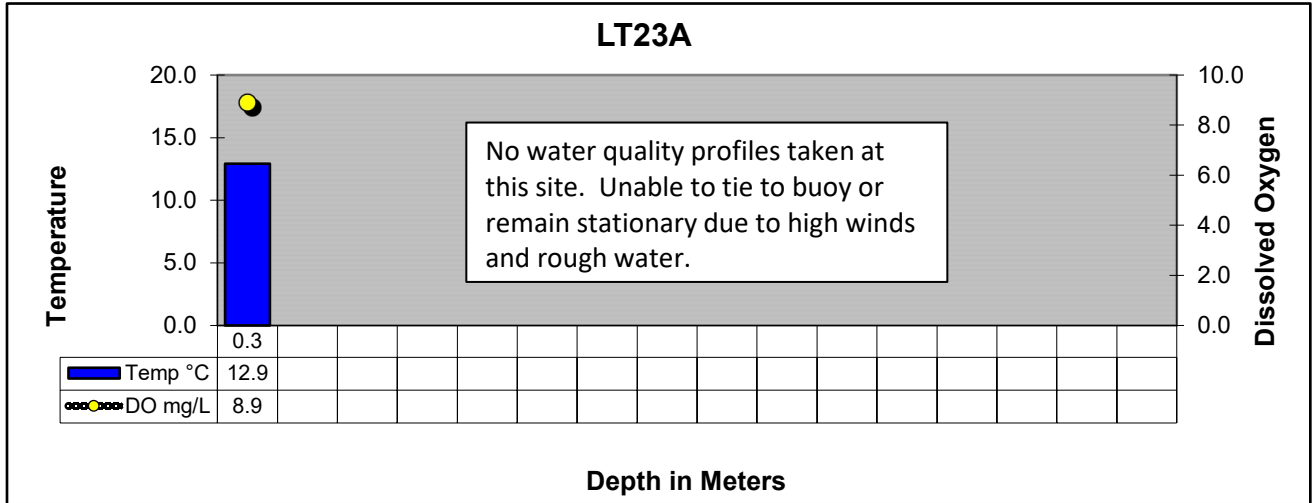 LT23A
20.0
15.0
10.0
5.0
0.0
Temperature
10.0
8.0
6.0
4.0
2.0
0.0
Dissolved Oxygen
No water quality profiles taken at
this site.  Unable to tie to buoy or
remain stationary due to high winds
and rough water.
0.3
Temp °C 12.9
DO mg/L 8.9
Depth in Meters